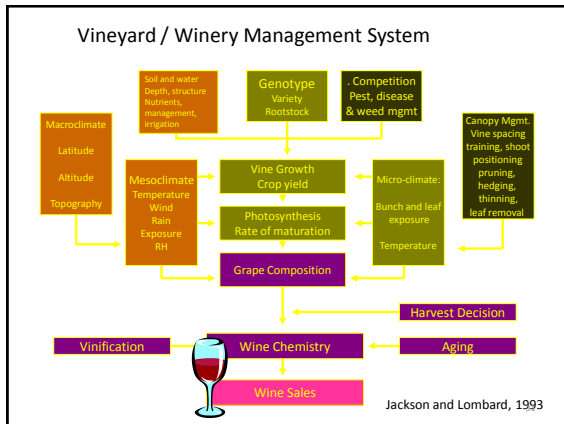 Vineyard / Winery Management System
Soil and water
Depth, structure
Nutrients,
management,
irrigation
Genotype
Variety
Rootstock
. Competition
Pest, disease
& weed mgmt
Macroclimate
Latitude
Altitude
Topography
Mesoclimate
Temperature
Wind
Rain
Exposure
RH
Vine Growth
Crop yield
Photosynthesis
Rate of maturation
Grape Composition
Micro-climate:
Bunch and leaf
exposure
Temperature
Canopy Mgmt.
Vine spacing
training, shoot
positioning
pruning,
hedging,
thinning,
leaf removal
Harvest Decision
Vinification
Wine Chemistry
Aging
Wine Sales
Jackson and Lombard, 1993